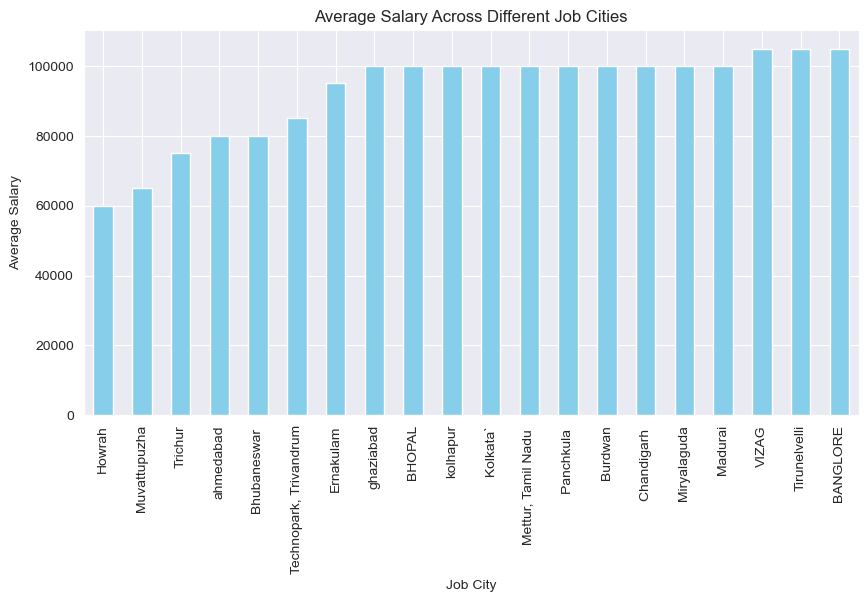 Average Salary Across Different Job Cities
Average Salary
100000
80000
60000
40000
20000
0
Howrah
Muvattupuzha
Trichur
ahmedabad
Bhubaneswar
Technopark, Trivandrum
Ernakulam
ghaziabad
BHOPAL
kolhapur
Kolkata`
Mettur, Tamil Nadu
Panchkula
Burdwan
Chandigarh
Miryalaguda
Madurai
VIZAG
Tirunelvelli
BANGLORE
Job City